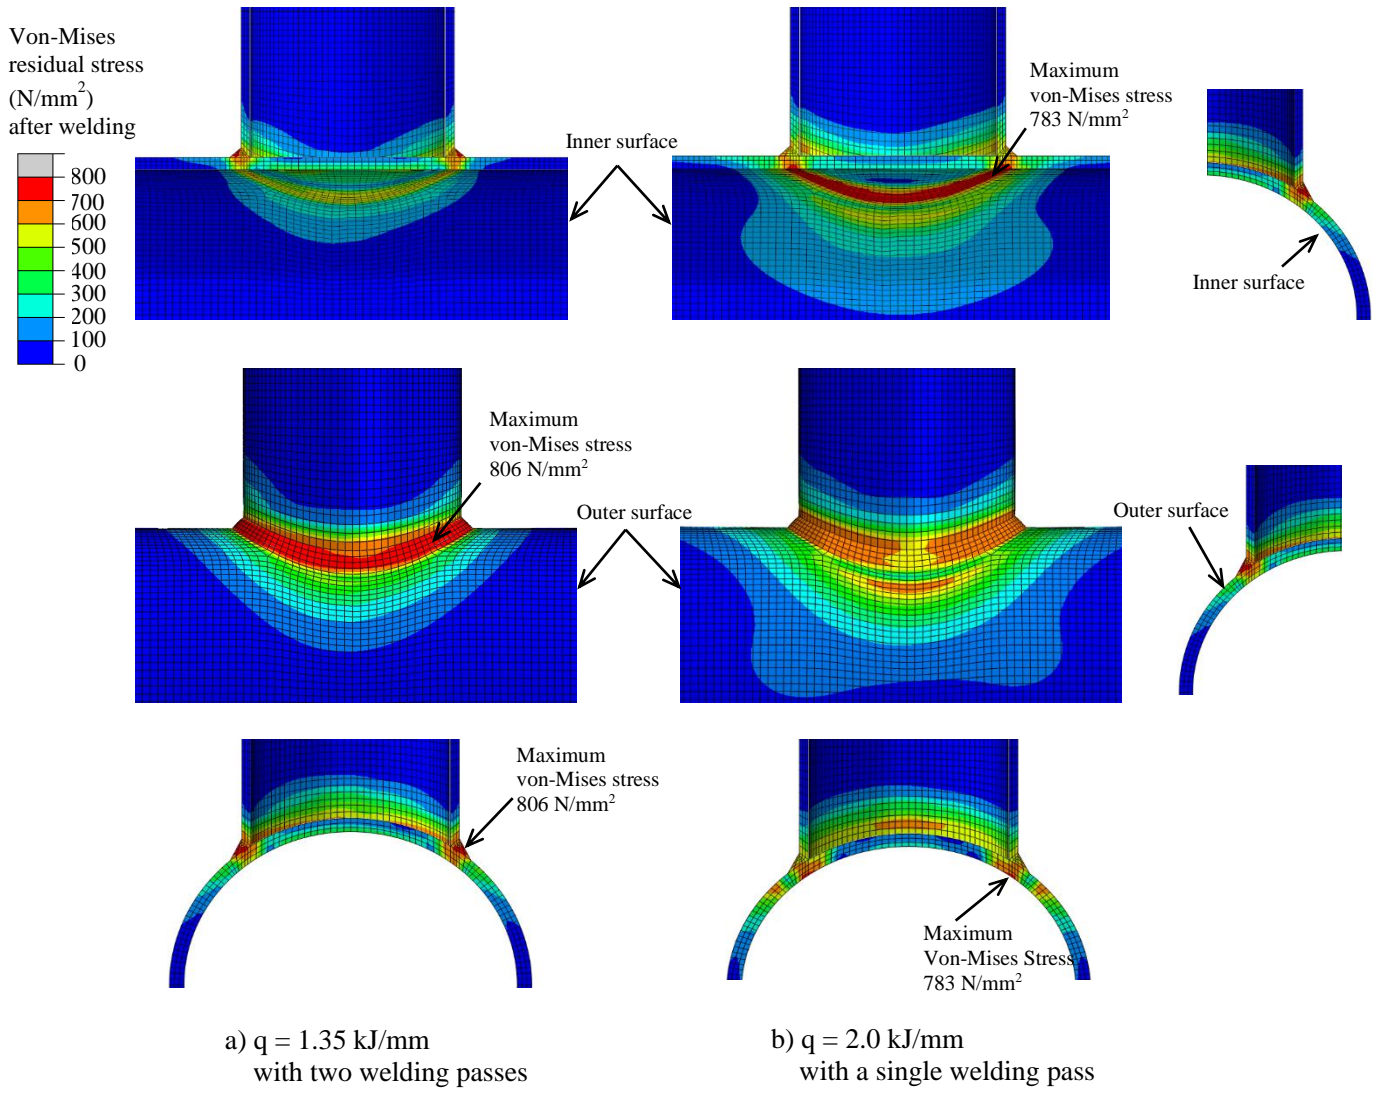 Von-Mises
residual stress
(N/mm²)
after welding
800
700
600
500
400
300
200
100
0
Inner surface
Maximum
von-Mises stress
783 N/mm²
Inner surface
Maximum
von-Mises stress
806 N/mm²
Outer surface
Outer surface
Maximum
von-Mises stress
806 N/mm²
Maximum
Von-Mises Stress
783 N/mm²
a) q = 1.35 kJ/mm
with two welding passes
b) q = 2.0 kJ/mm
with a single welding pass